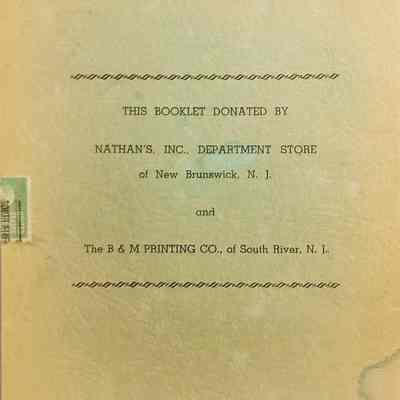 THIS BOOKLET DONATED BY
NATHAN'S, INC., DEPARTMENT STORE
of New Brunswick, N. J.
and
The B & M PRINTING CO., of South River, N. J.